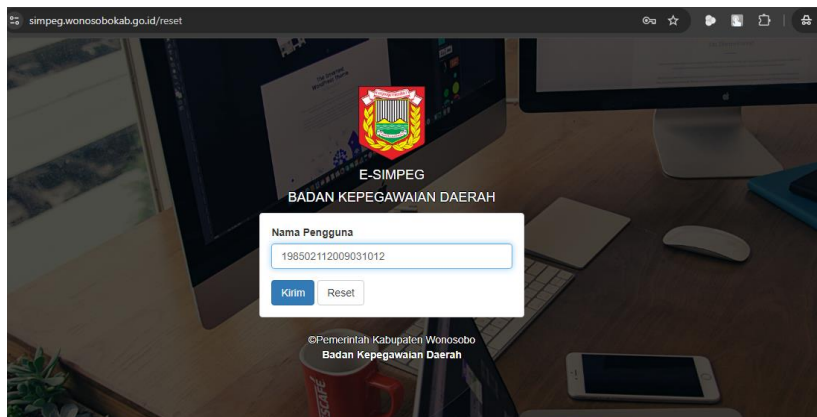 simpeg.wonosobokab.go.id/reset
E-SIMPEG
BADAN KEPEGAWAIAN DAERAH
Nama Pengguna
198502112009031012
Kirim Reset
©Pemerintah Kabupaten Wonosobo
Badan Kepegawaian Daerah
NESCAFÉ